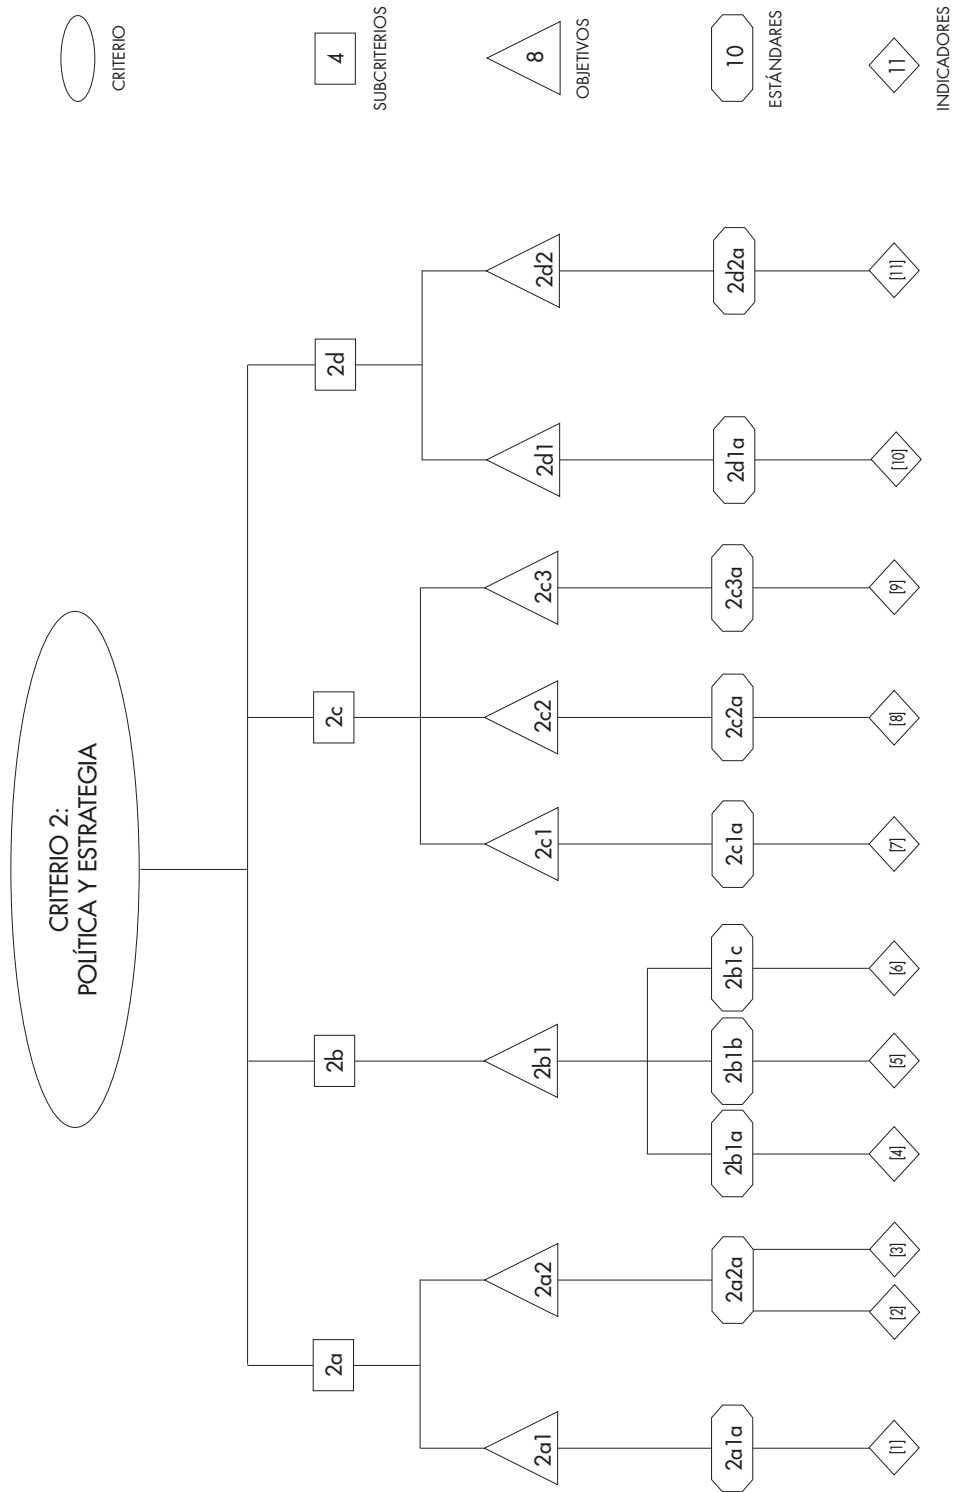 CRITERIO 2:
POLÍTICA Y ESTRATEGIA
2a
2b
2c
2d
4
SUBCRITERIOS
CRITERIO
2a1
2a2
2b1
2c1
2c2
2c3
2d1
2d2
8
OBJETIVOS
2a1a
2a2a
2b1a
2b1b
2b1c
2c1a
2c2a
2c3a
2d1a
2d2a
10
ESTÁNDARES
[1]
[2]
[3]
[4]
[5]
[6]
[7]
[8]
[9]
[10]
[11]
11
INDICADORES